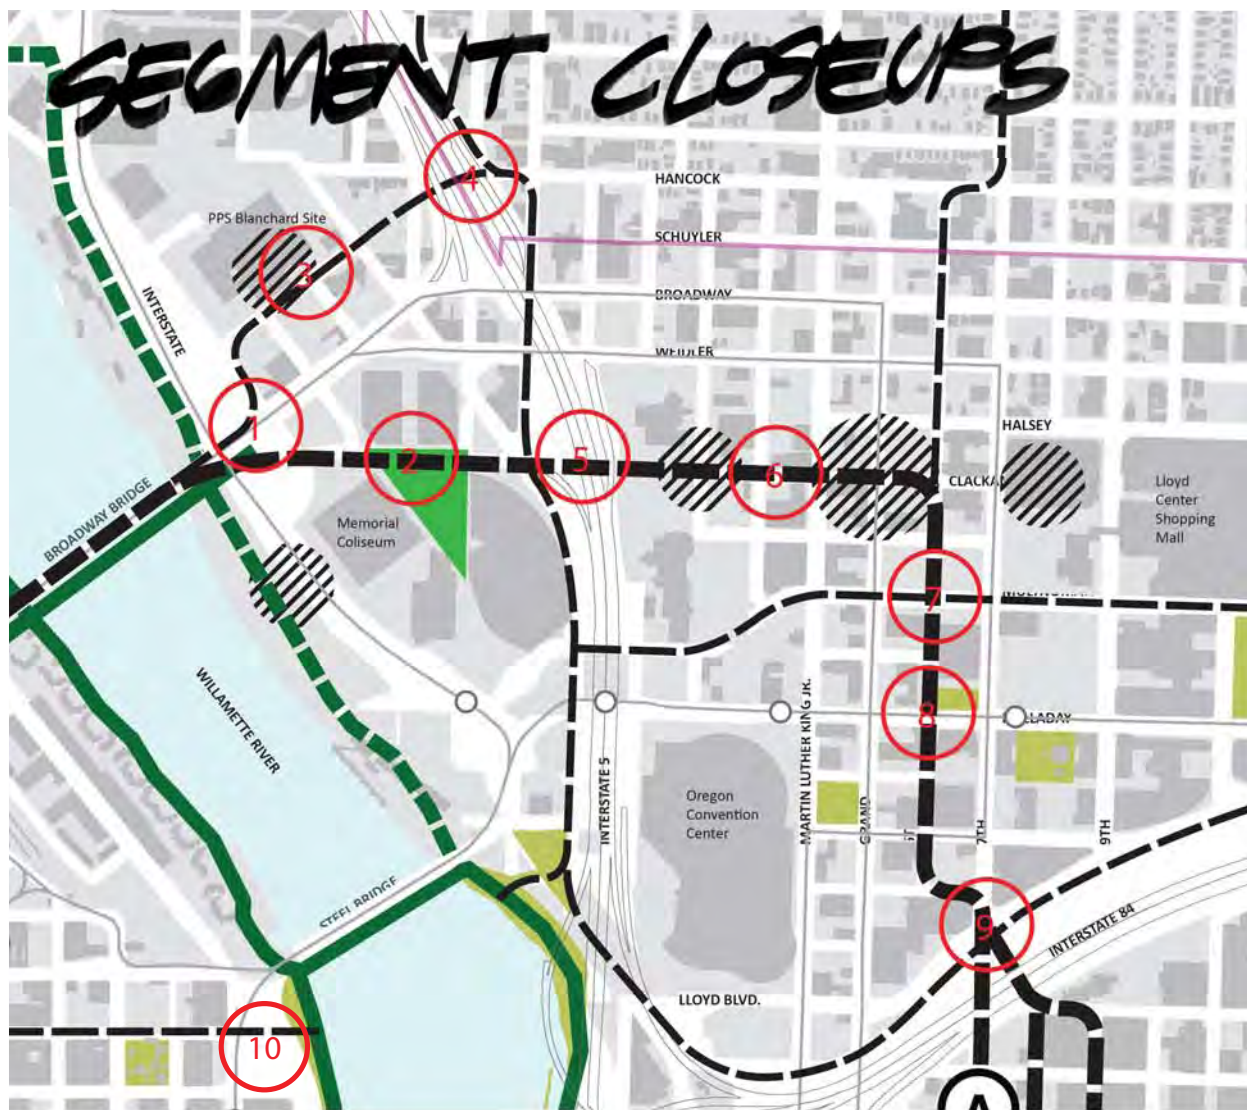 SEGMENT CLOSEUPS
4
HANCOCK
PPS Blanchard Site
SCHUYLER
3
INTERSTATE
BROADWAY
WEIDLER
1
2
5
6
HALSEY
BROADWAY BRIDGE
Memorial
Coliseum
Lloyd
Center
Shopping
Mall
7
WILLAMETTE RIVER
8
MARTIN LUTHER KING JR.
INTERSTATE 5
Oregon
Convention
Center
GRAND
7TH
9TH
STEEL BRIDGE
9
INTERSTATE 84
LLOYD BLVD.
10
A